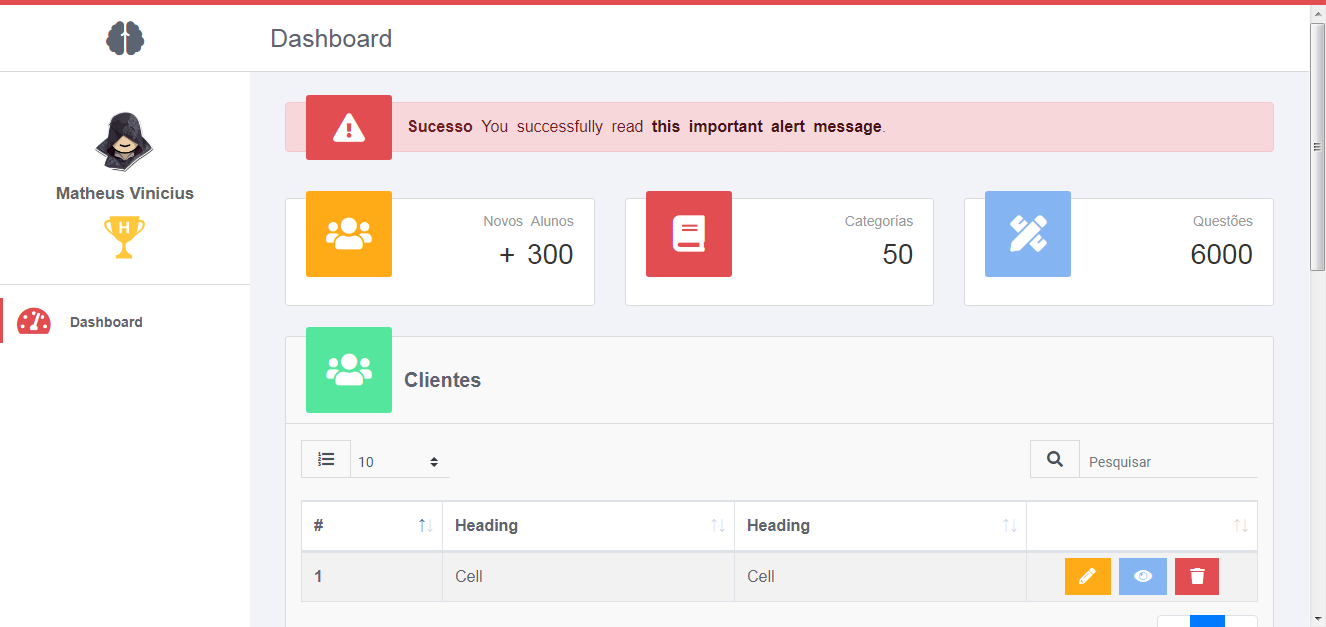 Dashboard
Sucesso You successfully read this important alert message.
Matheus Vinicius
H
Dashboard
Novos Alunos
+ 300
Categorías
50
Questões
6000
Clientes
10
Pesquisar
# Heading Heading
1 Cell Cell